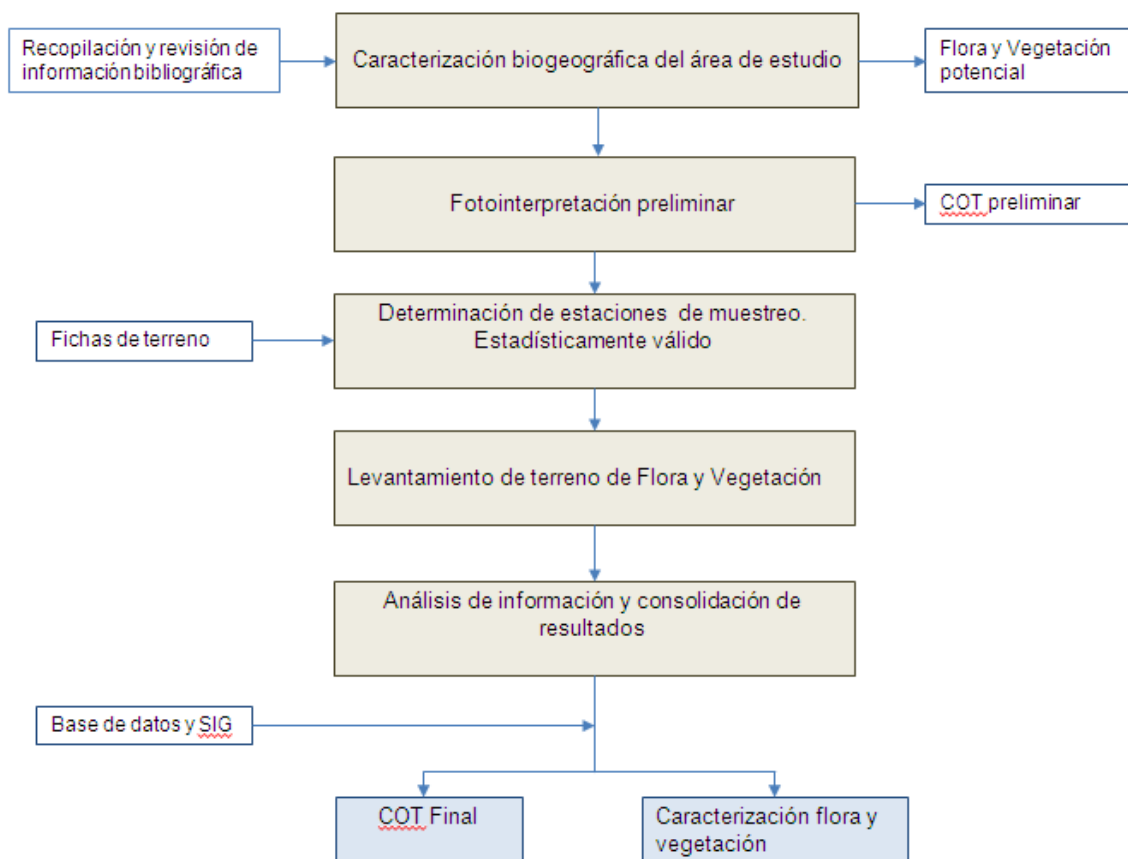 Recopilación y revisión de
información bibliográfica
Caracterización biogeográfica del área de estudio
Flora y Vegetación
potencial
Fotointerpretación preliminar
COT preliminar
Fichas de terreno
Determinación de estaciones de muestreo.
Estadísticamente válido
Levantamiento de terreno de Flora y Vegetación
Análisis de información y consolidación de
resultados
Base de datos y SIG
COT Final
Caracterización flora y
vegetación